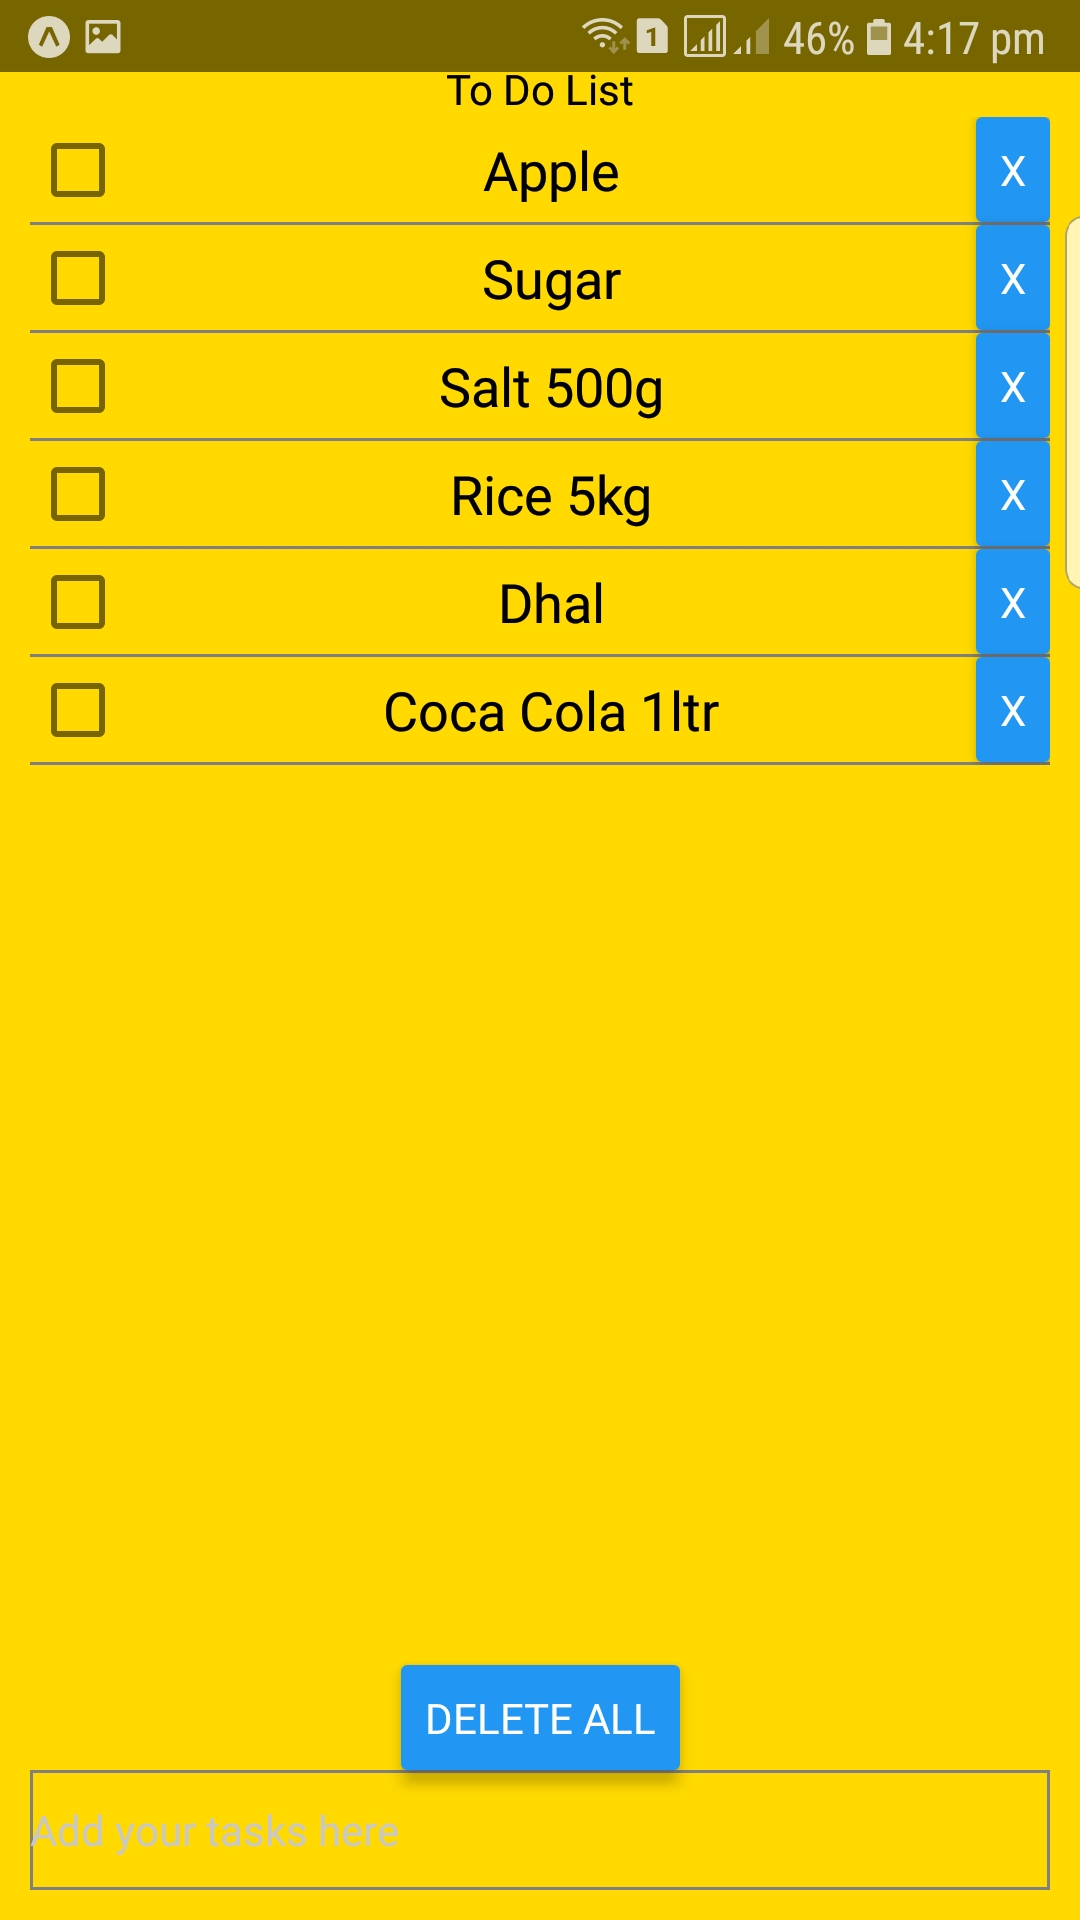 1 46% 4:17 pm
To Do List
Apple X
Sugar X
Salt 500g X
Rice 5kg X
Dhal X
Coca Cola 1ltr X
DELETE ALL
Add your tasks here